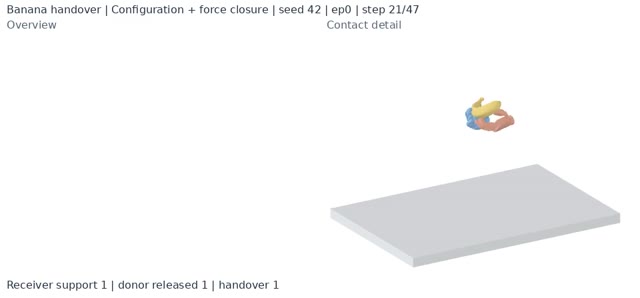 Banana handover | Configuration + force closure | seed 42 | ep0 | step 21/47
Overview
Contact detail
Receiver support 1 | donor released 1 | handover 1